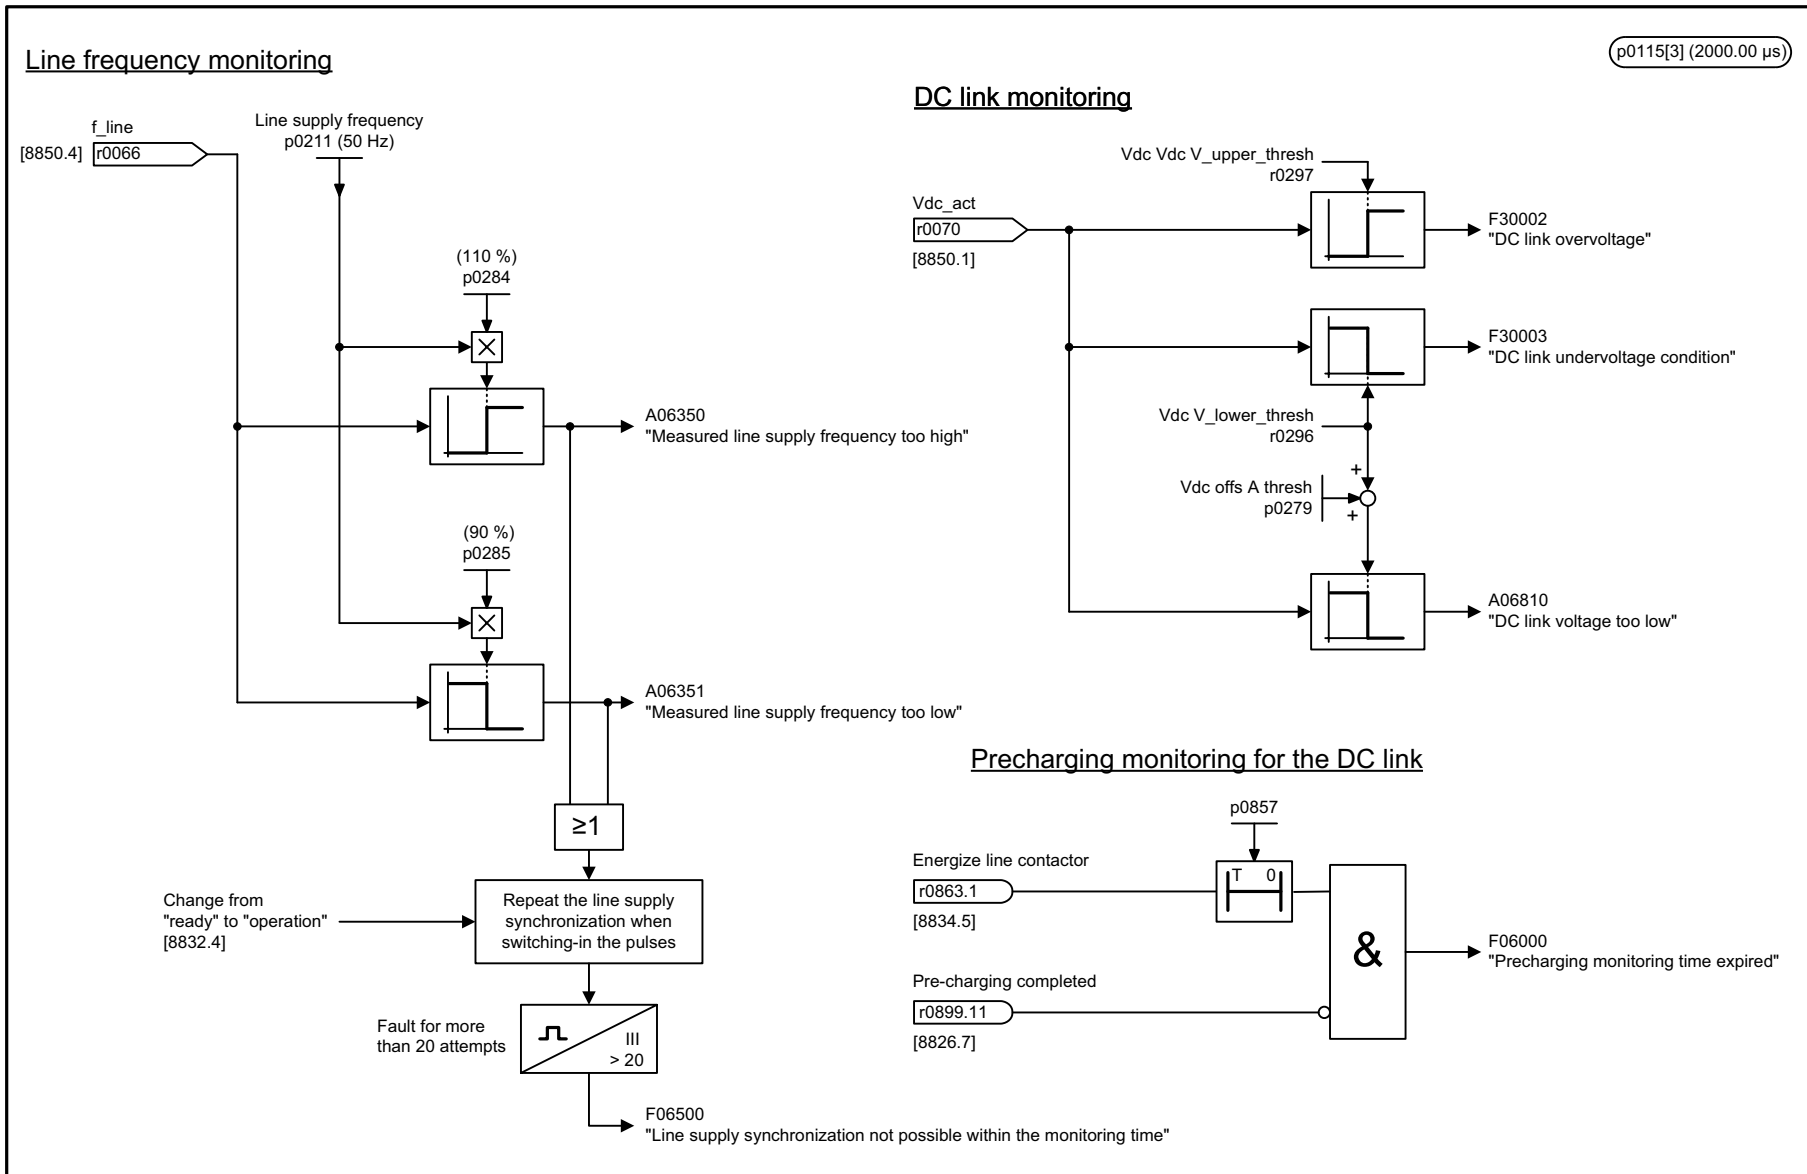 Line frequency monitoring
p0115[3] (2000.00 µs)
f_line
[8850.4]
r0066
Line supply frequency
p0211 (50 Hz)
(110 %)
p0284
A06350
"Measured line supply frequency too high"
(90 %)
p0285
A06351
"Measured line supply frequency too low"
≥1
Change from
"ready" to "operation"
[8832.4]
Repeat the line supply
synchronization when
switching-in the pulses
Fault for more
than 20 attempts
III
> 20
F06500
"Line supply synchronization not possible within the monitoring time"
DC link monitoring
Vdc Vdc V_upper_thresh
r0297
Vdc_act
r0070
[8850.1]
F30002
"DC link overvoltage"
F30003
"DC link undervoltage condition"
Vdc V_lower_thresh
r0296
+
Vdc offs A thresh
p0279
+
A06810
"DC link voltage too low"
Precharging monitoring for the DC link
p0857
Energize line contactor
r0863.1
[8834.5]
T 0
&
F06000
"Precharging monitoring time expired"
Pre-charging completed
r0899.11
[8826.7]